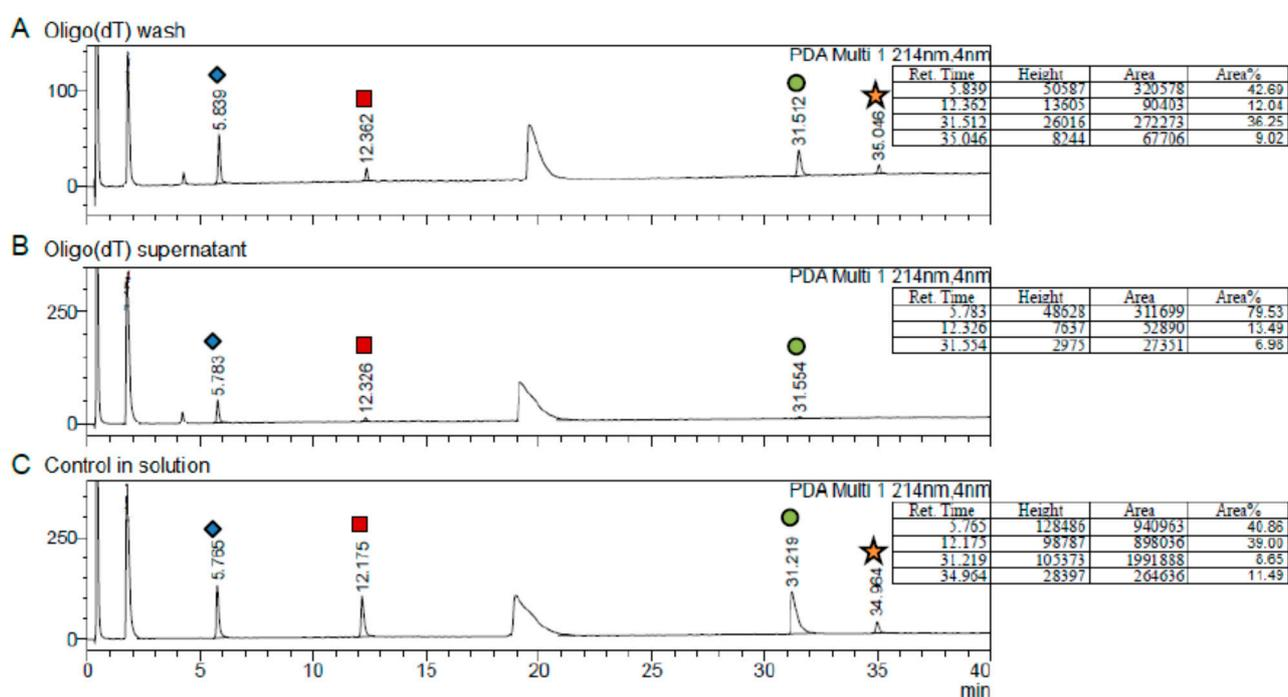 A Oligo(dT) wash
PDA Multi 1 214nm,4nm
100
0
5.839
12.362
31.512
35.046
Ret. Time Height Area Area%
5.839 50587 320578 42.69
12.362 13605 90403 12.04
31.512 26016 272273 36.25
35.046 8244 67706 9.02
B Oligo(dT) supernatant
PDA Multi 1 214nm,4nm
250
0
5.783
12.326
31.554
Ret. Time Height Area Area%
5.783 48628 311699 79.53
12.326 7637 52890 13.49
31.554 2975 27351 6.98
C Control in solution
PDA Multi 1 214nm,4nm
250
0
5.765
12.175
31.219
34.964
Ret. Time Height Area Area%
5.765 128486 940963 40.86
12.175 98787 898036 39.00
31.219 105373 1991888 8.65
34.964 28397 264636 11.49
0 5 10 15 20 25 30 35 40
min